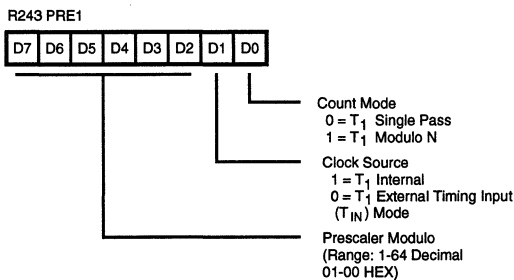 R243 PRE1
D7 D6 D5 D4 D3 D2 D1 D0
Count Mode
0 = T1 Single Pass
1 = T1 Modulo N
Clock Source
1 = T1 Internal
0 = T1 External Timing Input
(TIN) Mode
Prescaler Modulo
(Range: 1-64 Decimal
01-00 HEX)